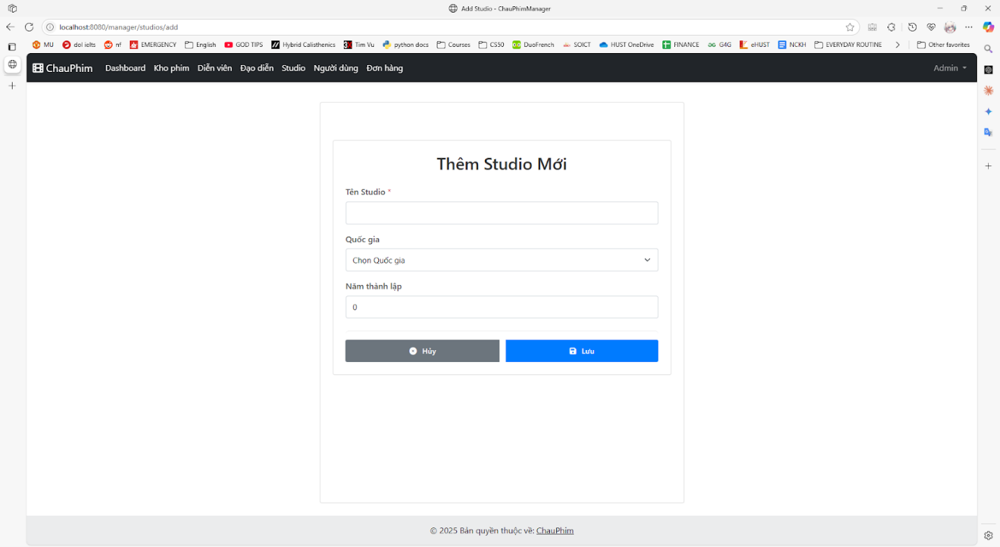 Add Studio - ChauPhimManager
localhost:8080/manager/studios/add
MU dol ielts nf EMERGENCY English GOD TIPS Hybrid Calisthenics Tim Vu python docs Courses CS50 DuoFrench SOICT HUST OneDrive FINANCE G4G eHUST NCKH EVERYDAY ROUTINE Other favorites
ChauPhim Dashboard Kho phim Diễn viên Đạo diễn Studio Người dùng Đơn hàng Admin
Thêm Studio Mới
Tên Studio *
Quốc gia
Chọn Quốc gia
Năm thành lập
0
Hủy Lưu
© 2025 Bản quyền thuộc về: ChauPhim